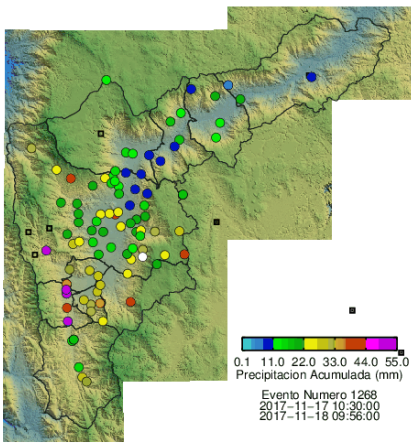 0.1 11.0 22.0 33.0 44.0 55.0
Precipitacion Acumulada (mm)
Evento Numero 1268
2017-11-17 10:30:00
2017-11-18 09:56:00